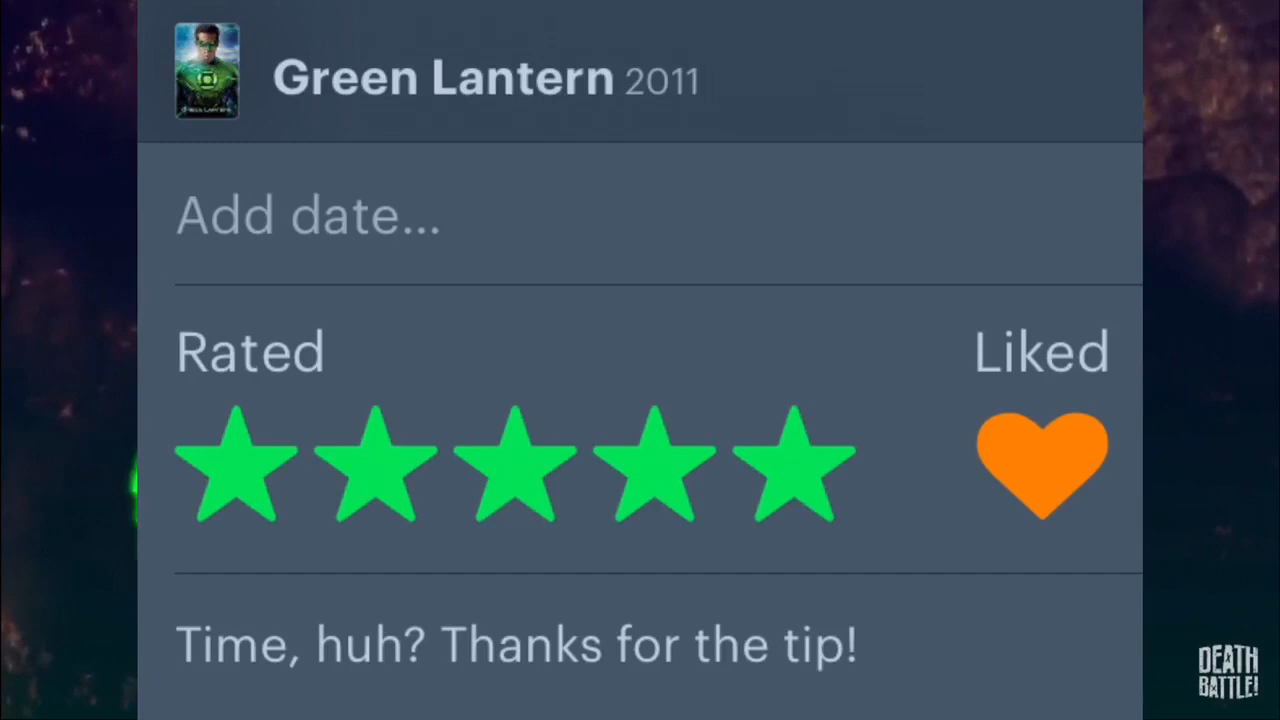 Green Lantern 2011
Add date...
Rated Liked
Time, huh? Thanks for the tip!
DEATH
BATTLE!